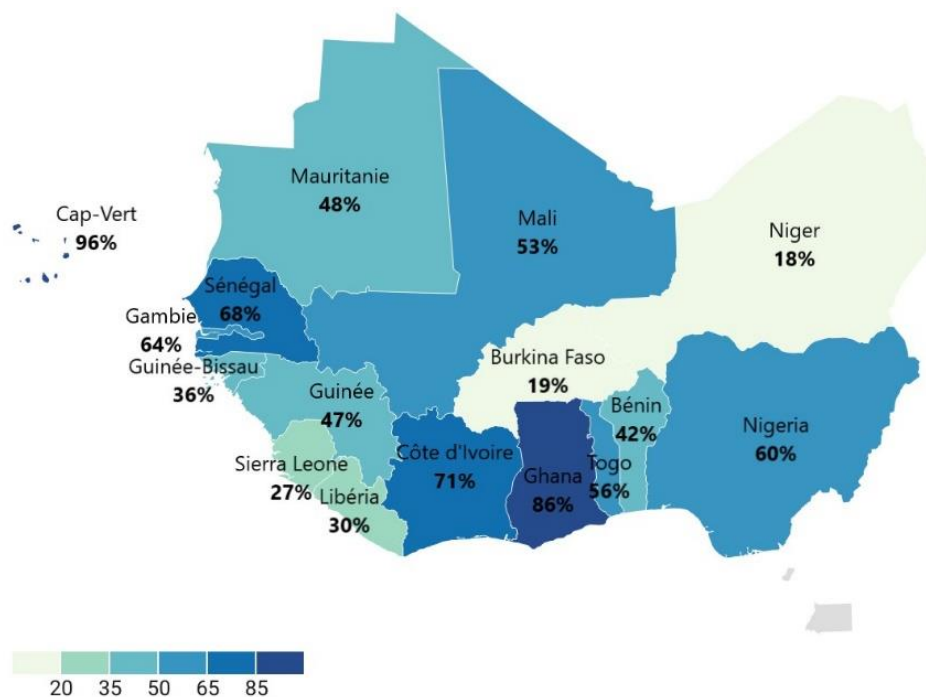 Mauritanie
48%
Cap-Vert
96%
Mali
53%
Niger
18%
Sénégal
68%
Gambie
64%
Guinée-Bissau
36%
Guinée
47%
Burkina Faso
19%
Bénin
42%
Nigeria
60%
Côte d'Ivoire
71%
Ghana
86%
Togo
56%
Sierra Leone
27%
Libéria
30%
20 35 50 65 85